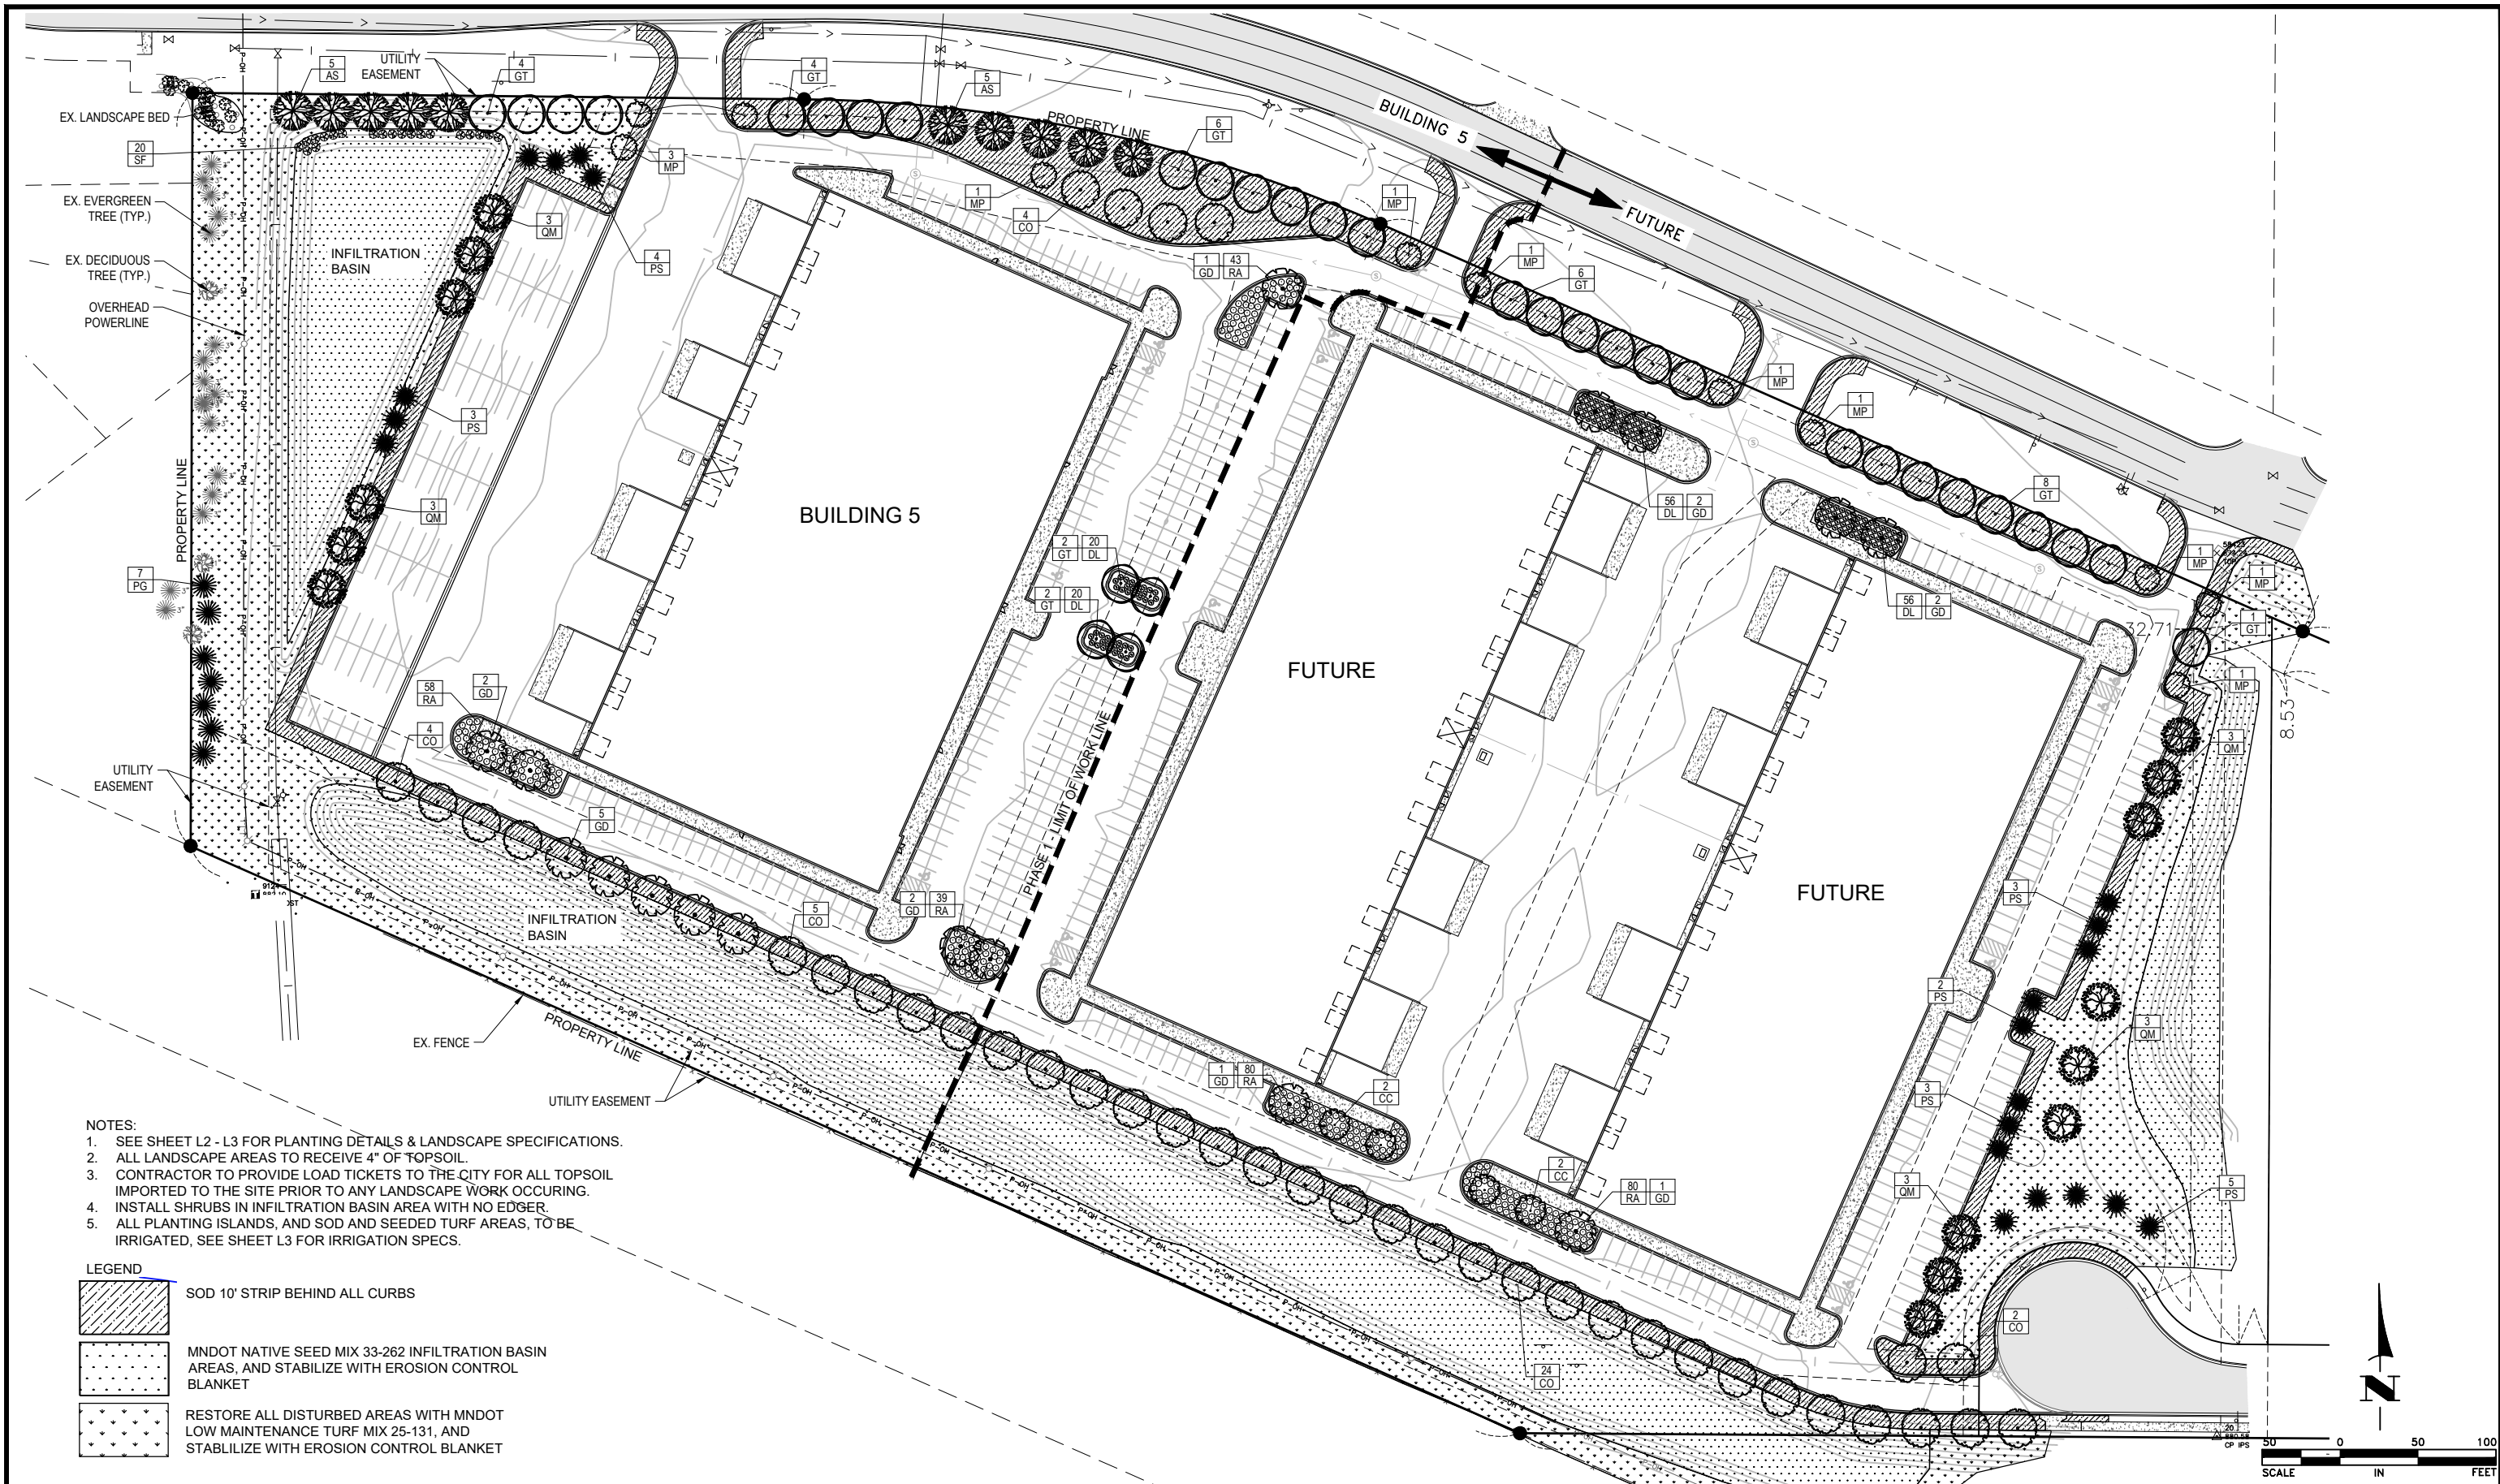 5
AS
UTILITY
EASEMENT
4
GT
4
GT
5
AS
PROPERTY LINE
6
GT
BUILDING 5
FUTURE
EX. LANDSCAPE BED
20
SF
3
MP
1
MP
4
CO
1
MP
1
MP
6
GT
EX. EVERGREEN
TREE (TYP.)
3
QM
4
PS
INFILTRATION
BASIN
EX. DECIDUOUS
TREE (TYP.)
1 43
GD RA
OVERHEAD
POWERLINE
1
MP
1
MP
3
PS
PROPERTY LINE
3
QM
BUILDING 5
56 2
DL GD
8
GT
2 20
GT DL
1
MP
1
MP
7
PG
2 20
GT DL
56 2
DL GD
1
GT
32.71
FUTURE
58
RA
2
GD
1
MP
8.53
4
CO
3
QM
UTILITY
EASEMENT
PHASE 1 - LIMIT OF WORK LINE
5
GD
2 39
GD RA
5
CO
3
PS
FUTURE
INFILTRATION
BASIN
2
PS
EX. FENCE
PROPERTY LINE
3
QM
UTILITY EASEMENT
1 80
GD RA
2
CC
3
PS
2
CC
80 1
RA GD
3
QM
5
PS
2
CO
24
CO
NOTES:
1. SEE SHEET L2 - L3 FOR PLANTING DETAILS & LANDSCAPE SPECIFICATIONS.
2. ALL LANDSCAPE AREAS TO RECEIVE 4" OF TOPSOIL.
3. CONTRACTOR TO PROVIDE LOAD TICKETS TO THE CITY FOR ALL TOPSOIL
IMPORTED TO THE SITE PRIOR TO ANY LANDSCAPE WORK OCCURING.
4. INSTALL SHRUBS IN INFILTRATION BASIN AREA WITH NO EDGER.
5. ALL PLANTING ISLANDS, AND SOD AND SEEDED TURF AREAS, TO BE
IRRIGATED, SEE SHEET L3 FOR IRRIGATION SPECS.
LEGEND
SOD 10' STRIP BEHIND ALL CURBS
MNDOT NATIVE SEED MIX 33-262 INFILTRATION BASIN
AREAS, AND STABILIZE WITH EROSION CONTROL
BLANKET
RESTORE ALL DISTURBED AREAS WITH MNDOT
LOW MAINTENANCE TURF MIX 25-131, AND
STABLILIZE WITH EROSION CONTROL BLANKET
N
50 0 50 100
SCALE IN FEET